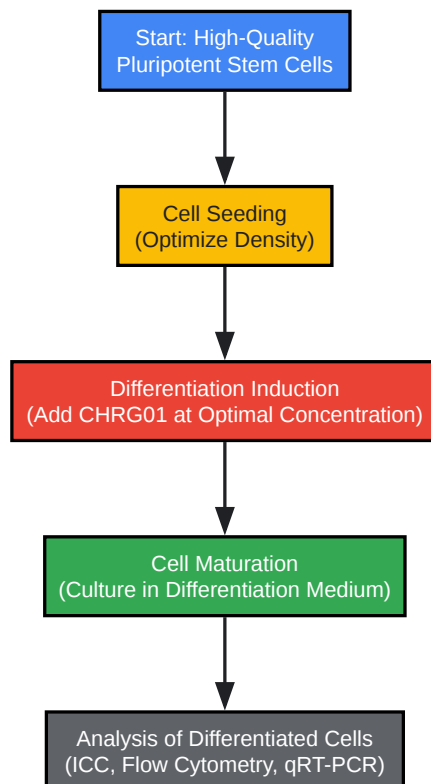 Start: High-Quality
Pluripotent Stem Cells
Cell Seeding
(Optimize Density)
Differentiation Induction
(Add CHRG01 at Optimal Concentration)
Cell Maturation
(Culture in Differentiation Medium)
Analysis of Differentiated Cells
(ICC, Flow Cytometry, qRT-PCR)